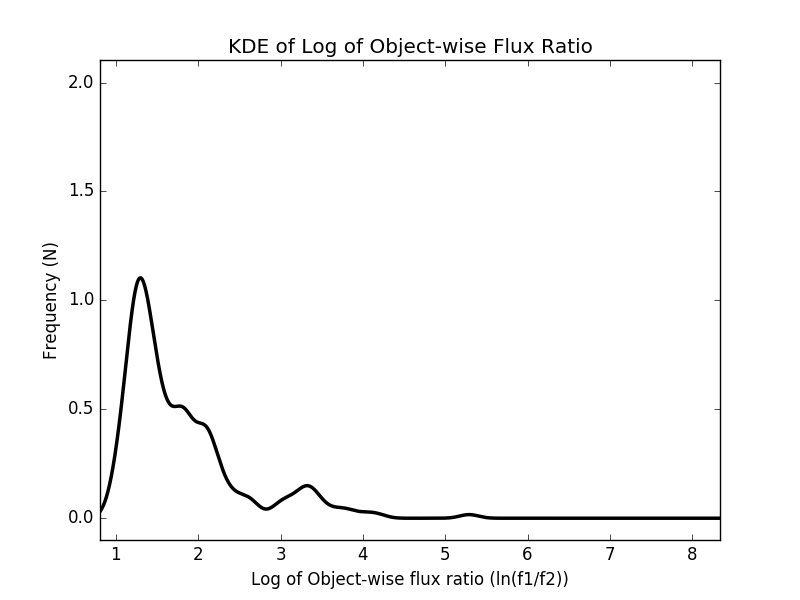 KDE of Log of Object-wise Flux Ratio
2.0
1.5
1.0
0.5
0.0
Frequency (N)
1 2 3 4 5 6 7 8
Log of Object-wise flux ratio (ln(f1/f2))